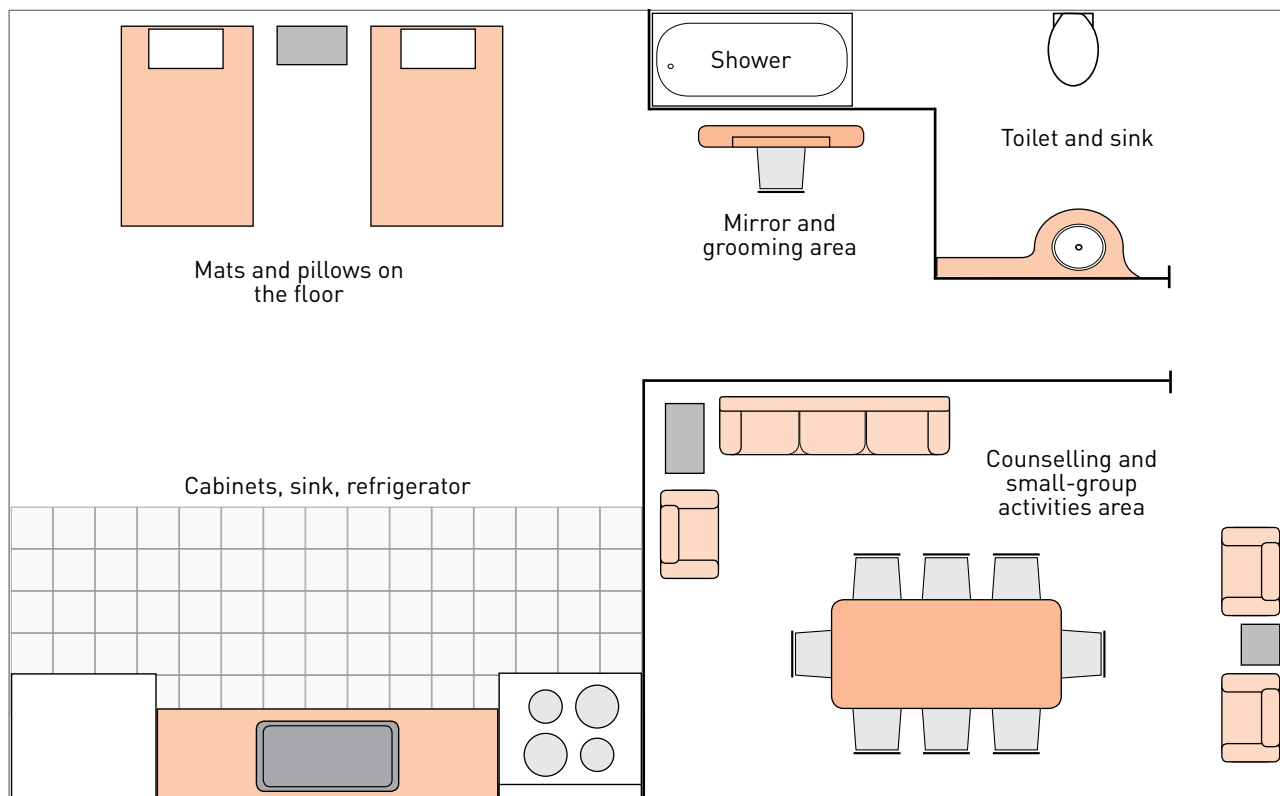 Shower
Toilet and sink
Mirror and
grooming area
Mats and pillows on
the floor
Counselling and
small-group
activities area
Cabinets, sink, refrigerator